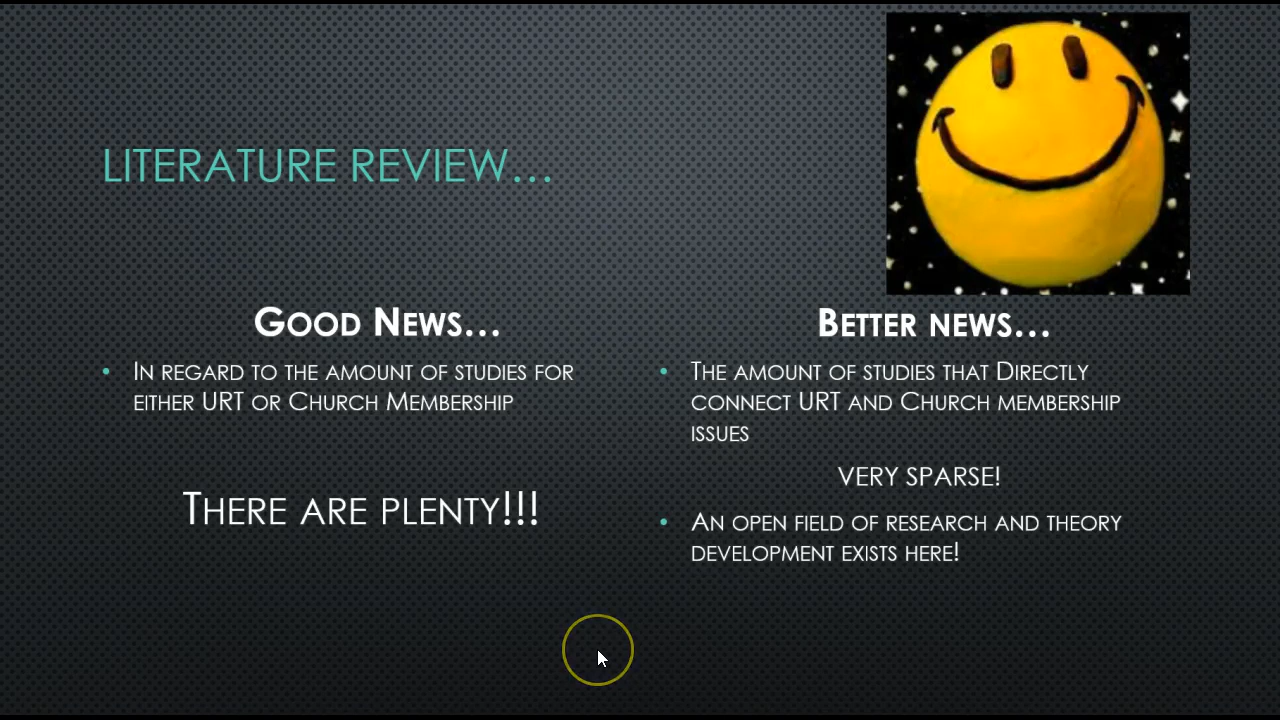 LITERATURE REVIEW...
GOOD NEWS...
• IN REGARD TO THE AMOUNT OF STUDIES FOR
EITHER URT OR CHURCH MEMBERSHIP
THERE ARE PLENTY!!!
BETTER NEWS...
• THE AMOUNT OF STUDIES THAT DIRECTLY
CONNECT URT AND CHURCH MEMBERSHIP
ISSUES
VERY SPARSE!
• AN OPEN FIELD OF RESEARCH AND THEORY
DEVELOPMENT EXISTS HERE!